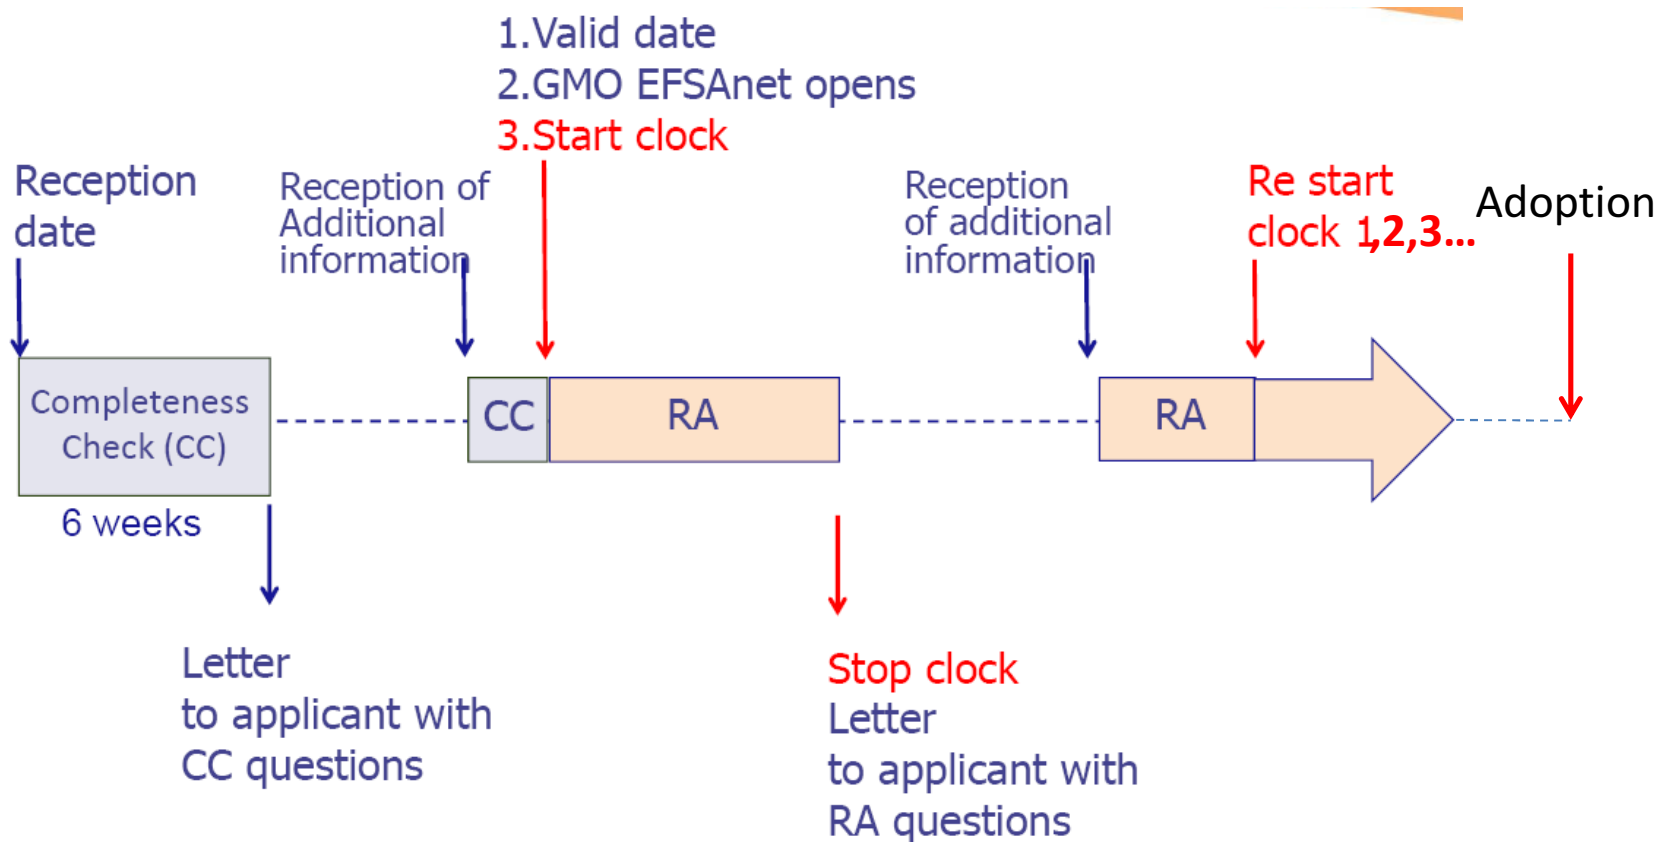 1.Valid date
2.GMO EFSAnet opens
3.Start clock
Reception
date
Reception of
Additional
information
Reception
of additional
information
Re start
clock 1,2,3...
Adoption
Completeness
Check (CC)
CC
RA
RA
6 weeks
Letter
to applicant with
CC questions
Stop clock
Letter
to applicant with
RA questions